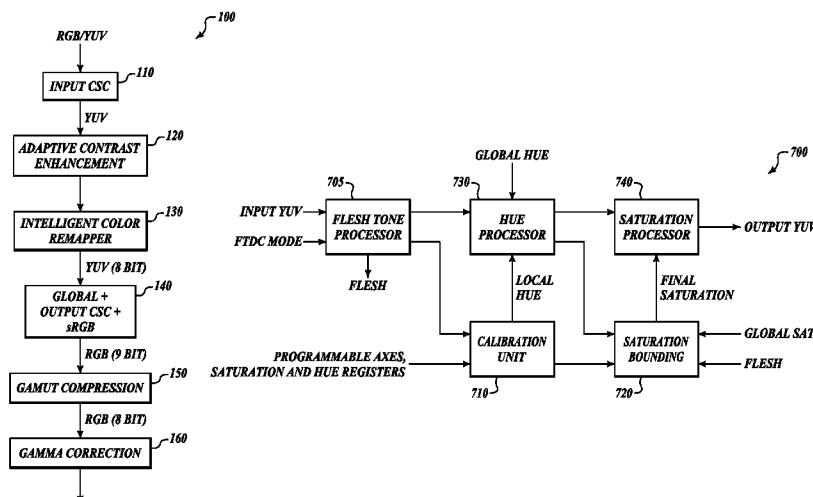 100
RGB/YUV
110
INPUT CSC
YUV
120
ADAPTIVE CONTRAST
ENHANCEMENT
130
INTELLIGENT COLOR
REMAPPER
YUV (8 BIT)
140
GLOBAL +
OUTPUT CSC +
sRGB
RGB (9 BIT)
150
GAMUT COMPRESSION
RGB (8 BIT)
160
GAMMA CORRECTION
700
GLOBAL HUE
705
730
740
INPUT YUV
FTDC MODE
FLESH TONE
PROCESSOR
HUE
PROCESSOR
SATURATION
PROCESSOR
OUTPUT YUV
FLESH
LOCAL
HUE
FINAL
SATURATION
PROGRAMMABLE AXES,
SATURATION AND HUE REGISTERS
CALIBRATION
UNIT
SATURATION
BOUNDING
GLOBAL SAT
FLESH
710
720